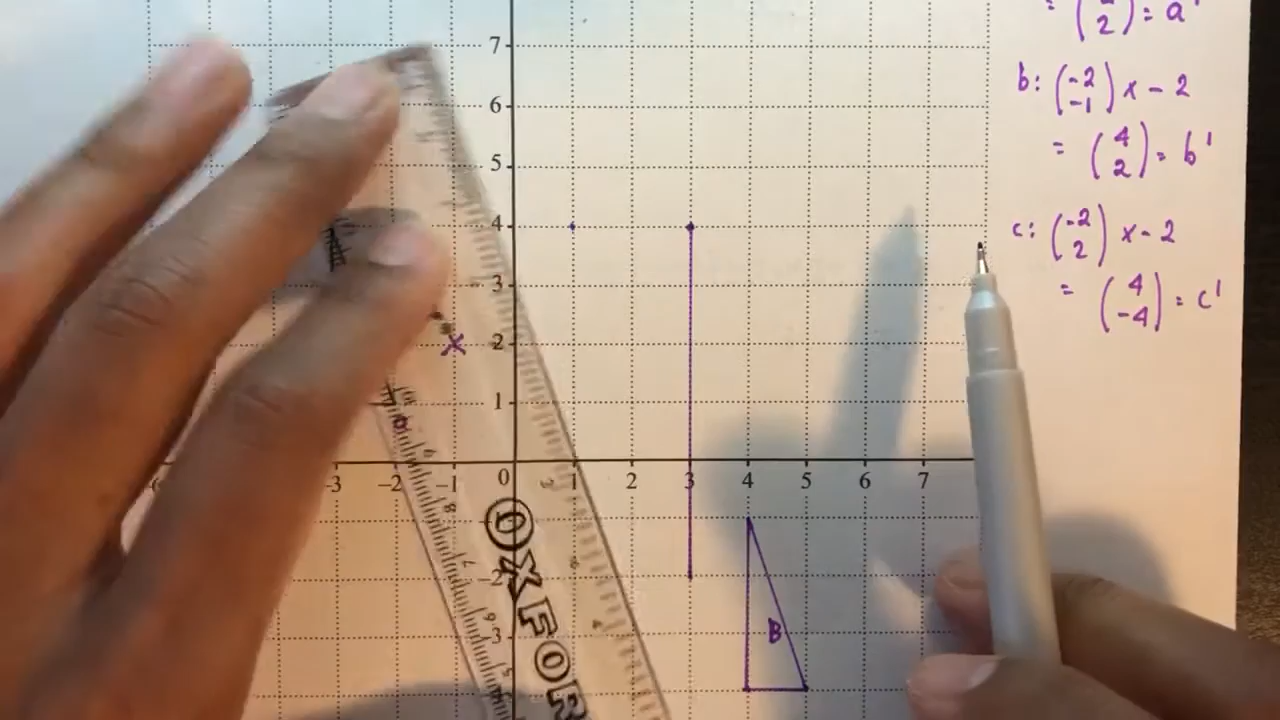 ( 2 ) = a'
b: (-2 -1) x - 2
= (4 2) = b'
c: (-2 2) x - 2
= (4 -4) = c'
7
6
5
4
3
2
1
-3 -2 -1 0 1 2 3 4 5 6 7
-2
-3
A
x
B
OXFOR